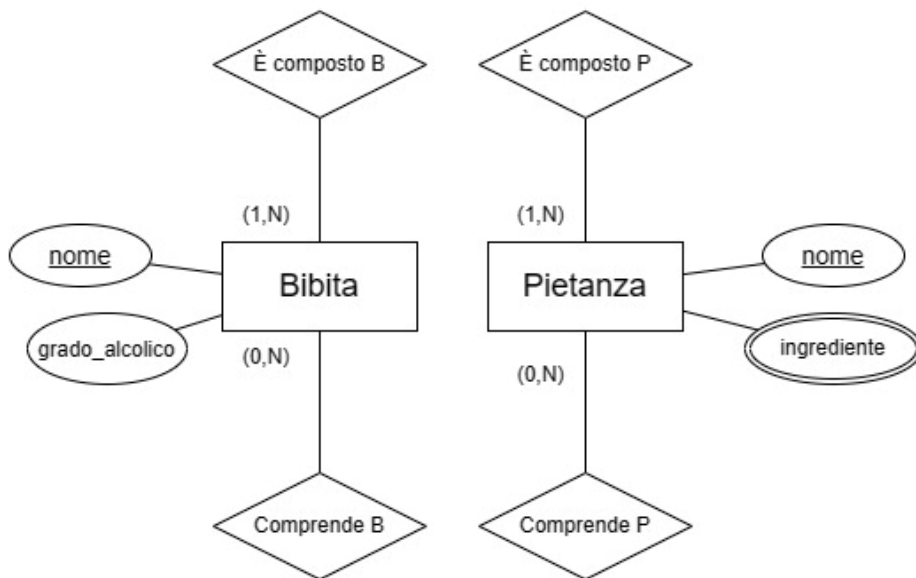 È composto B
È composto P
(1,N)
(1,N)
nome
Bibita
Pietanza
nome
grado_alcolico
ingrediente
(0,N)
(0,N)
Comprende B
Comprende P